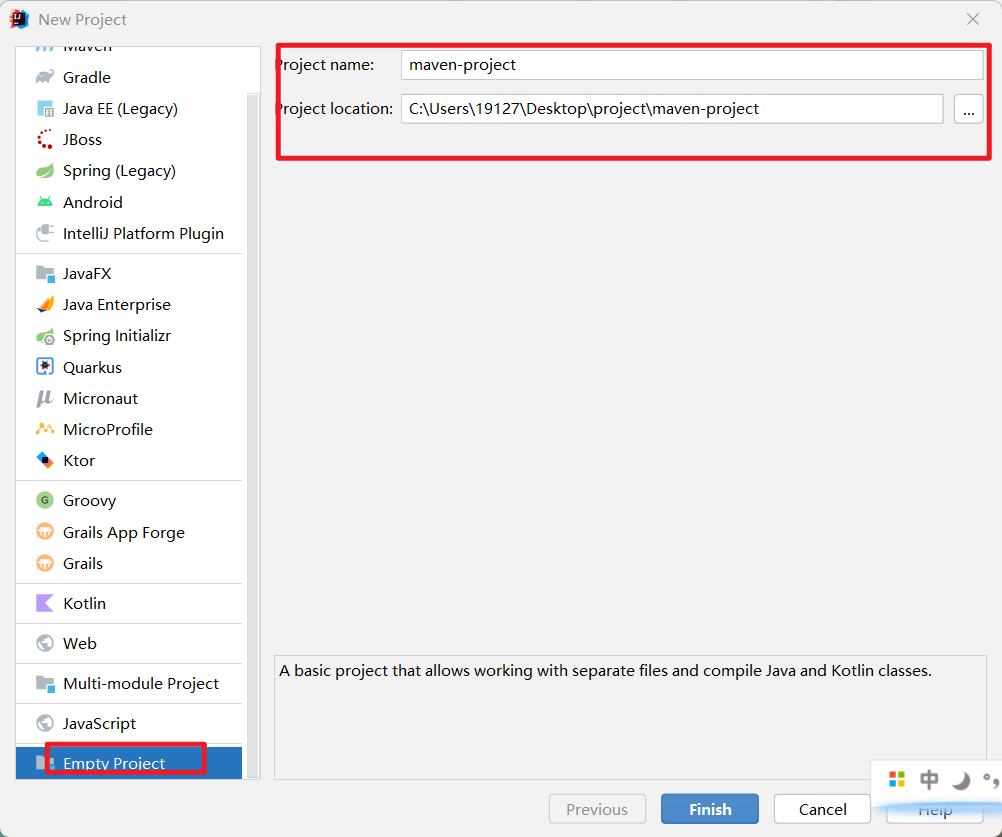 New Project
Maven
Gradle
Java EE (Legacy)
JBoss
Spring (Legacy)
Android
IntelliJ Platform Plugin
JavaFX
Java Enterprise
Spring Initializr
Quarkus
Micronaut
MicroProfile
Ktor
G
Groovy
Grails App Forge
Grails
Kotlin
Web
Multi-module Project
JavaScript
Empty Project
Project name:
maven-project
Project location:
C:\Users\19127\Desktop\project\maven-project
...
A basic project that allows working with separate files and compile Java and Kotlin classes.
Previous
Finish
Cancel
Help
中